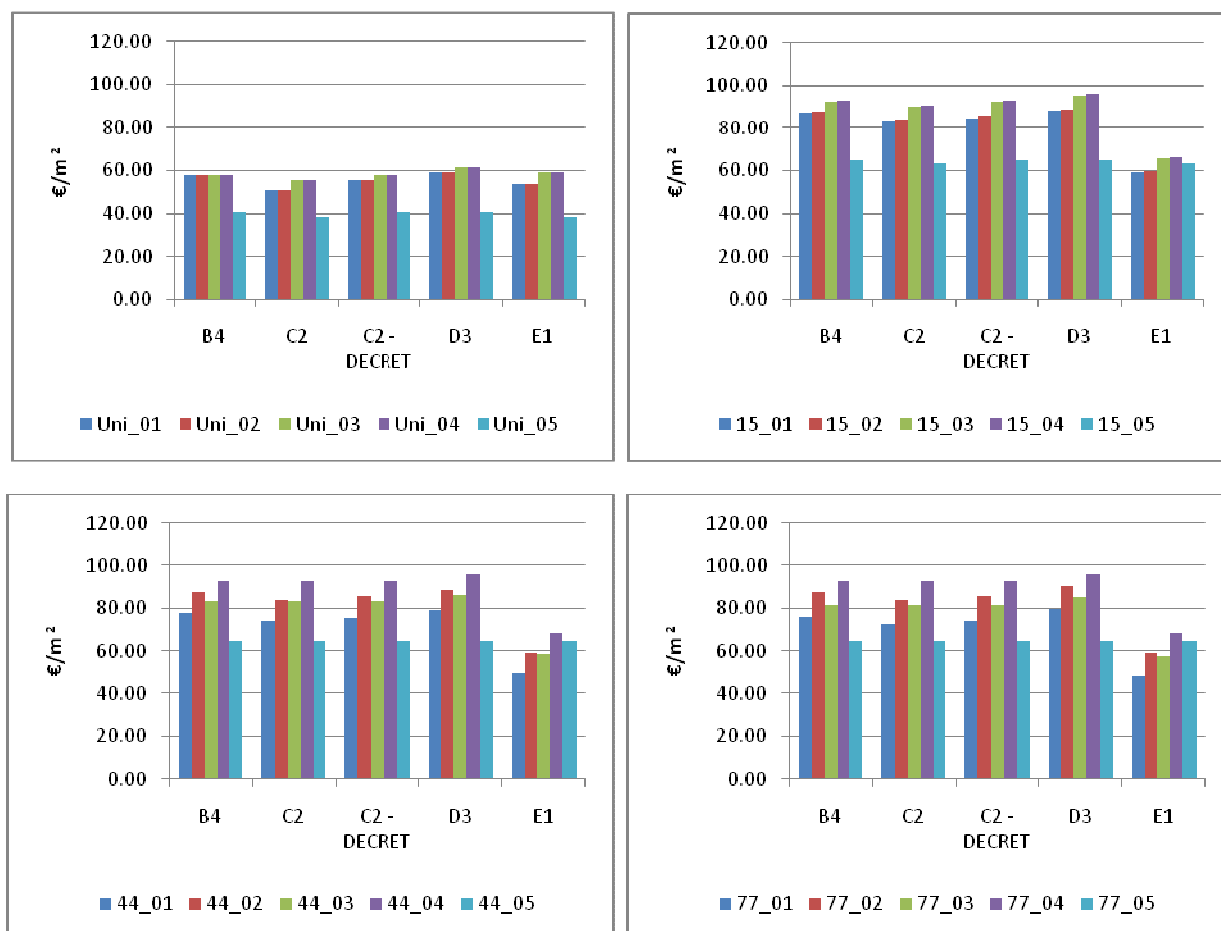 120.00
100.00
80.00
60.00
40.00
20.00
0.00
€/m²
B4 C2 C2 - DECRET D3 E1
Uni_01 Uni_02 Uni_03 Uni_04 Uni_05
120.00
100.00
80.00
60.00
40.00
20.00
0.00
€/m²
B4 C2 C2 - DECRET D3 E1
15_01 15_02 15_03 15_04 15_05
120.00
100.00
80.00
60.00
40.00
20.00
0.00
€/m²
B4 C2 C2 - DECRET D3 E1
44_01 44_02 44_03 44_04 44_05
120.00
100.00
80.00
60.00
40.00
20.00
0.00
€/m²
B4 C2 C2 - DECRET D3 E1
77_01 77_02 77_03 77_04 77_05